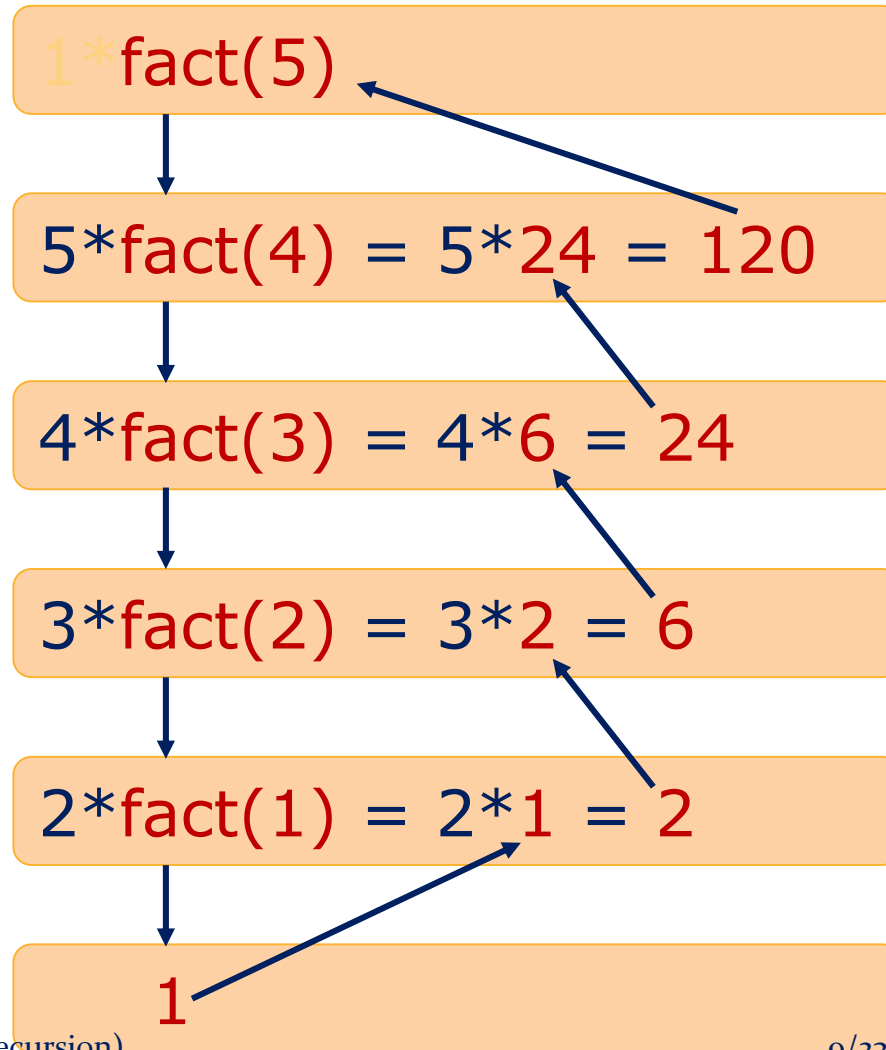 1*fact(5)
5*fact(4) = 5*24 = 120
4*fact(3) = 4*6 = 24
3*fact(2) = 3*2 = 6
2*fact(1) = 2*1 = 2
1